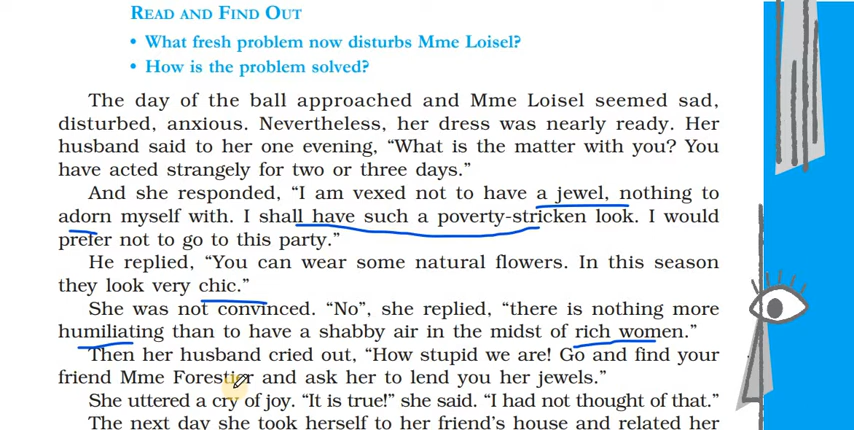 READ AND FIND OUT
• What fresh problem now disturbs Mme Loisel?
• How is the problem solved?
The day of the ball approached and Mme Loisel seemed sad,
disturbed, anxious. Nevertheless, her dress was nearly ready. Her
husband said to her one evening, “What is the matter with you? You
have acted strangely for two or three days.”
And she responded, “I am vexed not to have a jewel, nothing to
adorn myself with. I shall have such a poverty-stricken look. I would
prefer not to go to this party.”
He replied, “You can wear some natural flowers. In this season
they look very chic.”
She was not convinced. “No”, she replied, “there is nothing more
humiliating than to have a shabby air in the midst of rich women.”
Then her husband cried out, “How stupid we are! Go and find your
friend Mme Forestier and ask her to lend you her jewels.”
She uttered a cry of joy. “It is true!” she said. “I had not thought of that.”
The next day she took herself to her friend’s house and related her